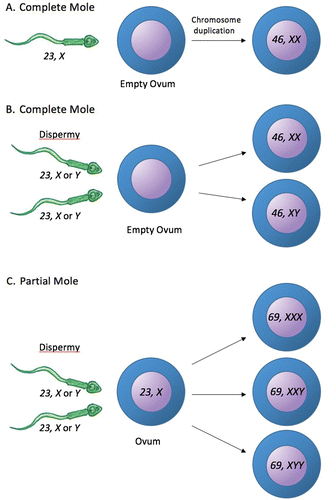 A. Complete Mole
23, X
Chromosome
duplication
46, XX
Empty Ovum
B. Complete Mole
Dispermy
23, X or Y
23, X or Y
Empty Ovum
46, XX
46, XY
C. Partial Mole
Dispermy
23, X or Y
23, X or Y
23, X
Ovum
69, XXX
69, XXY
69, XYY